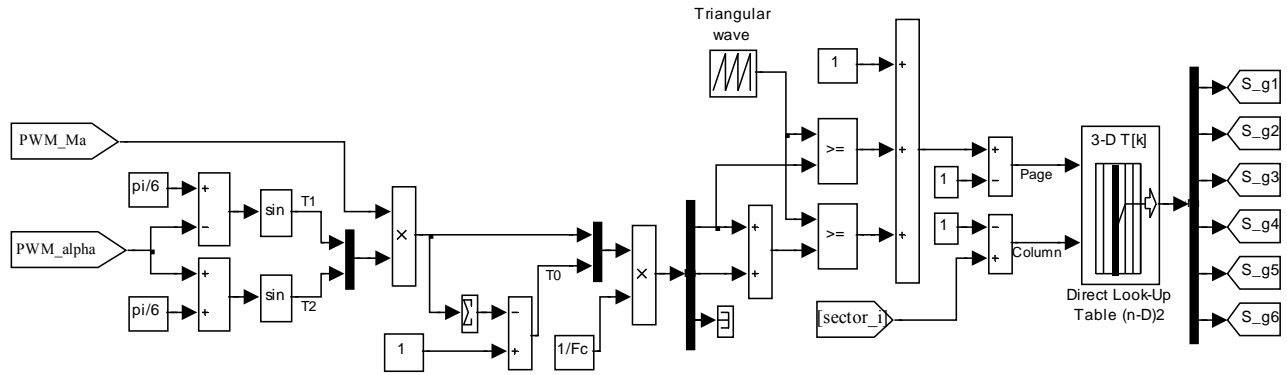 Triangular
wave
PWM_Ma
PWM_alpha
pi/6
+
-
sin
T1
+
+
pi/6
sin
T2
×
Σ
-
+
1
T0
1/Fc
×
+
+
>=
>=
1
+
+
+
[sector_i]
1
+
-
Page
1
-
+
Column
3-D T[k]
Direct Look-Up
Table (n-D)2
S_g1
S_g2
S_g3
S_g4
S_g5
S_g6